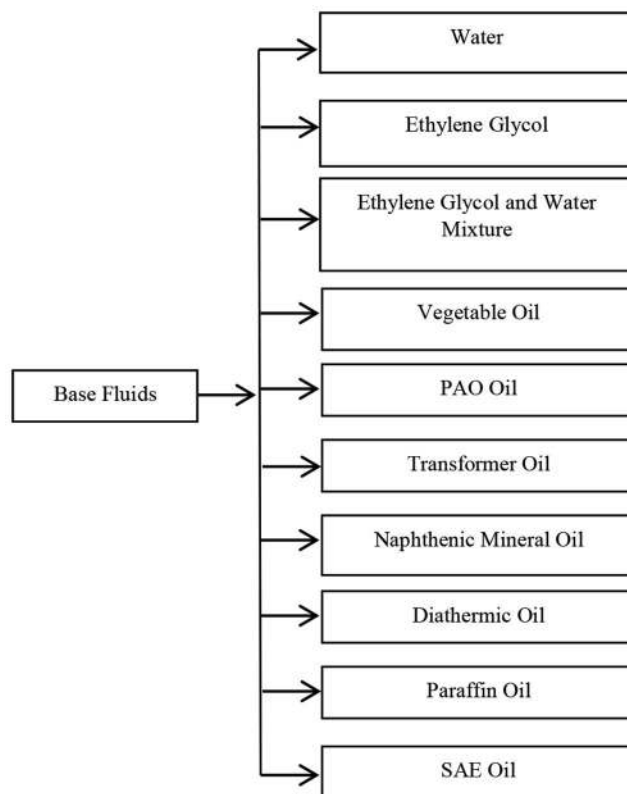 Water
Ethylene Glycol
Ethylene Glycol and Water
Mixture
Vegetable Oil
Base Fluids
PAO Oil
Transformer Oil
Naphthenic Mineral Oil
Diathermic Oil
Paraffin Oil
SAE Oil